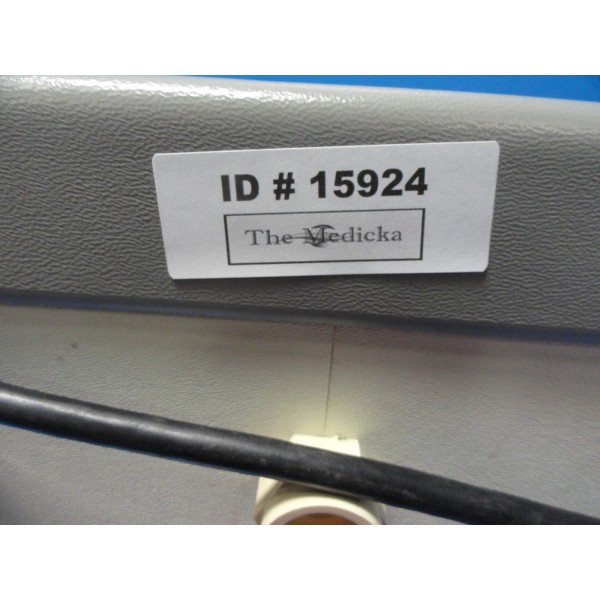 ID # 15924
The Medicka